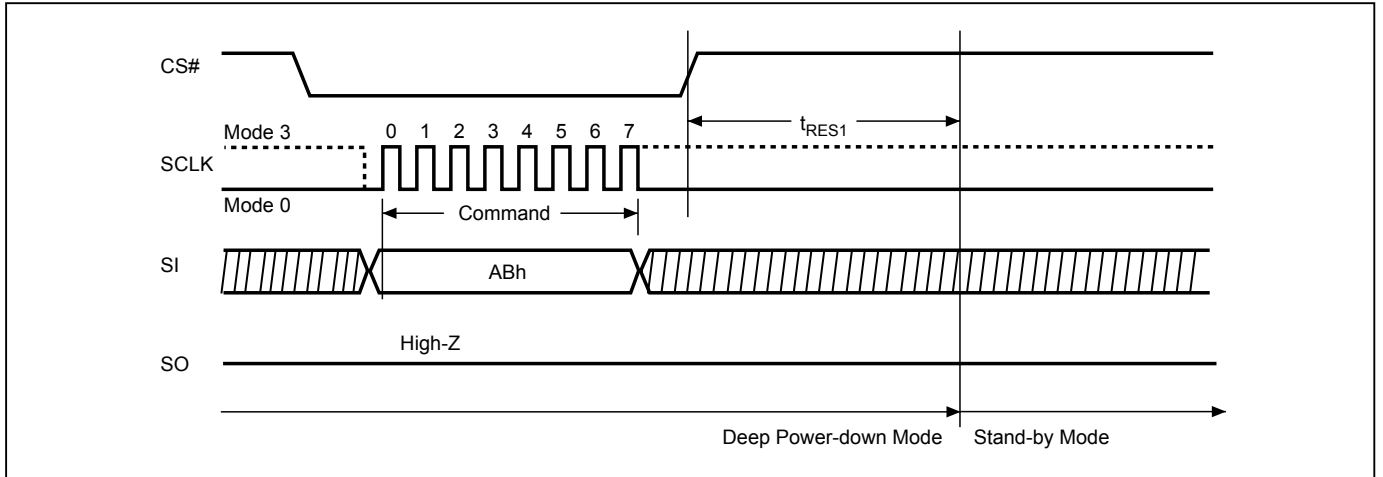 CS#
tRES1
Mode 3
0 1 2 3 4 5 6 7
SCLK
Mode 0
Command
SI
ABh
High-Z
SO
Deep Power-down Mode
Stand-by Mode